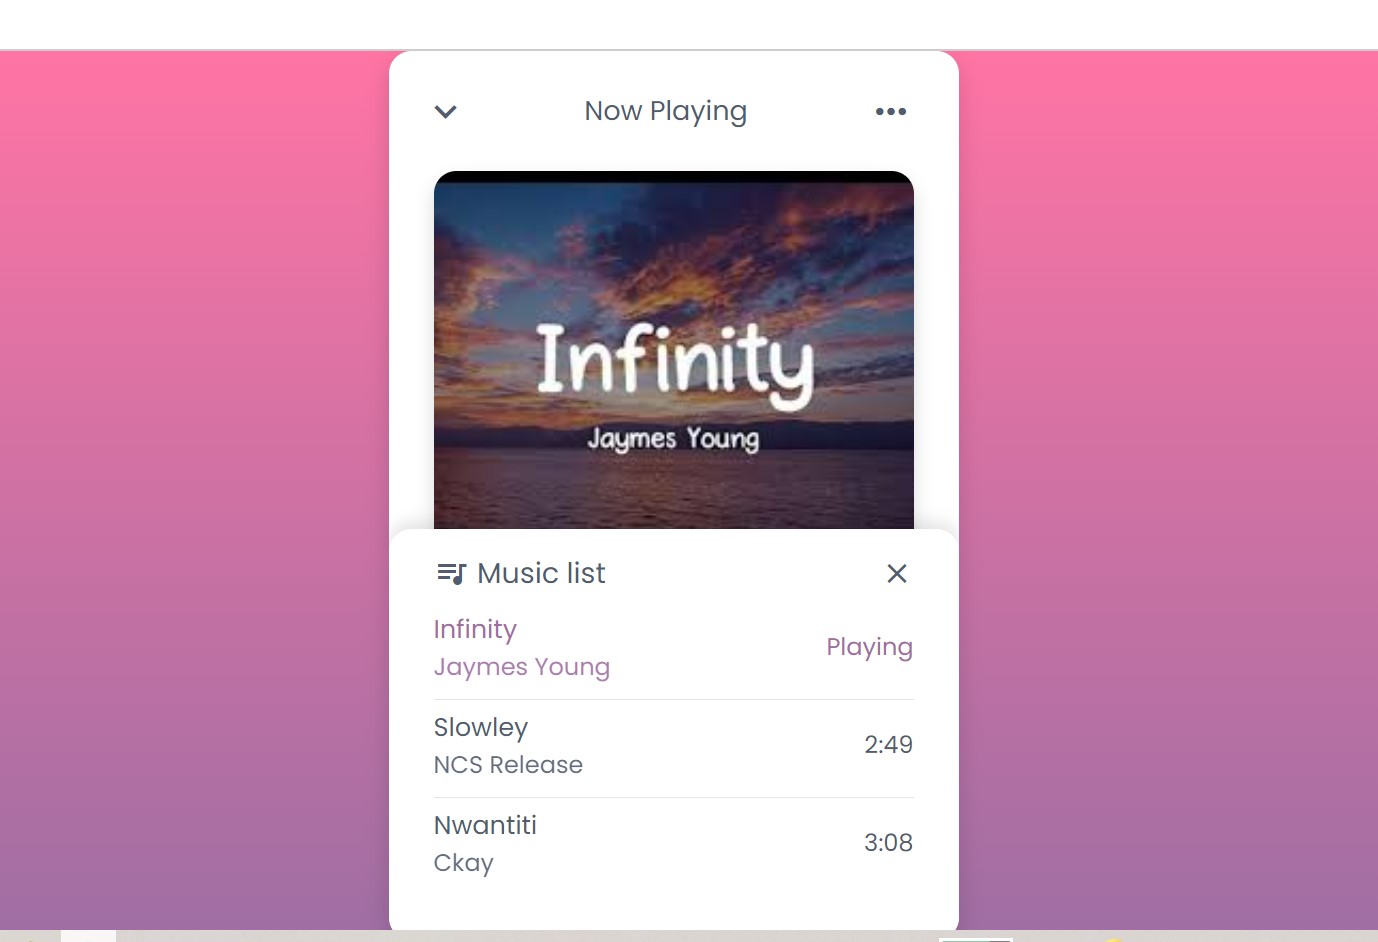 Now Playing
Infinity
Jaymes Young
Music list
Infinity
Jaymes Young
Playing
Slowley
NCS Release
2:49
Nwantiti
Ckay
3:08